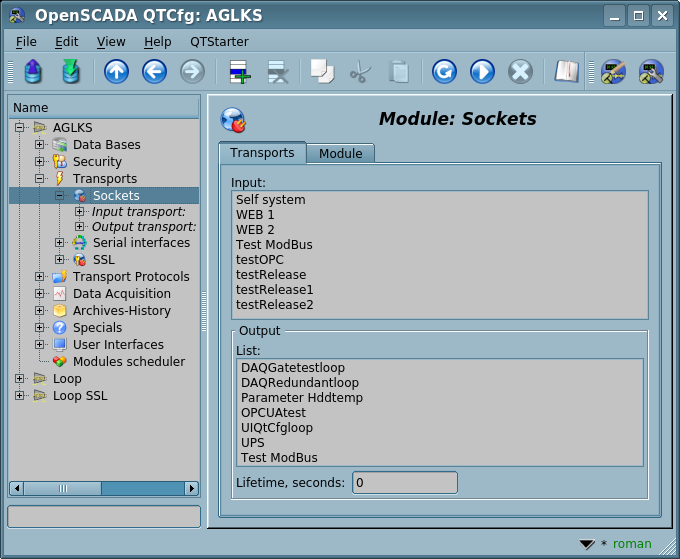 OpenSCADA QTCfg: AGLKS
File Edit View Help QTStarter
Name
AGLKS
Data Bases
Security
Transports
Sockets
Input transport:
Output transport:
Serial interfaces
SSL
Transport Protocols
Data Acquisition
Archives-History
Specials
User Interfaces
Modules scheduler
Loop
Loop SSL
Module: Sockets
Transports Module
Input:
Self system
WEB 1
WEB 2
Test ModBus
testOPC
testRelease
testRelease1
testRelease2
Output
List:
DAQGatetestloop
DAQRedundantloop
Parameter Hddtemp
OPCUAtest
UIQtCfgloop
UPS
Test ModBus
Lifetime, seconds: 0
* roman